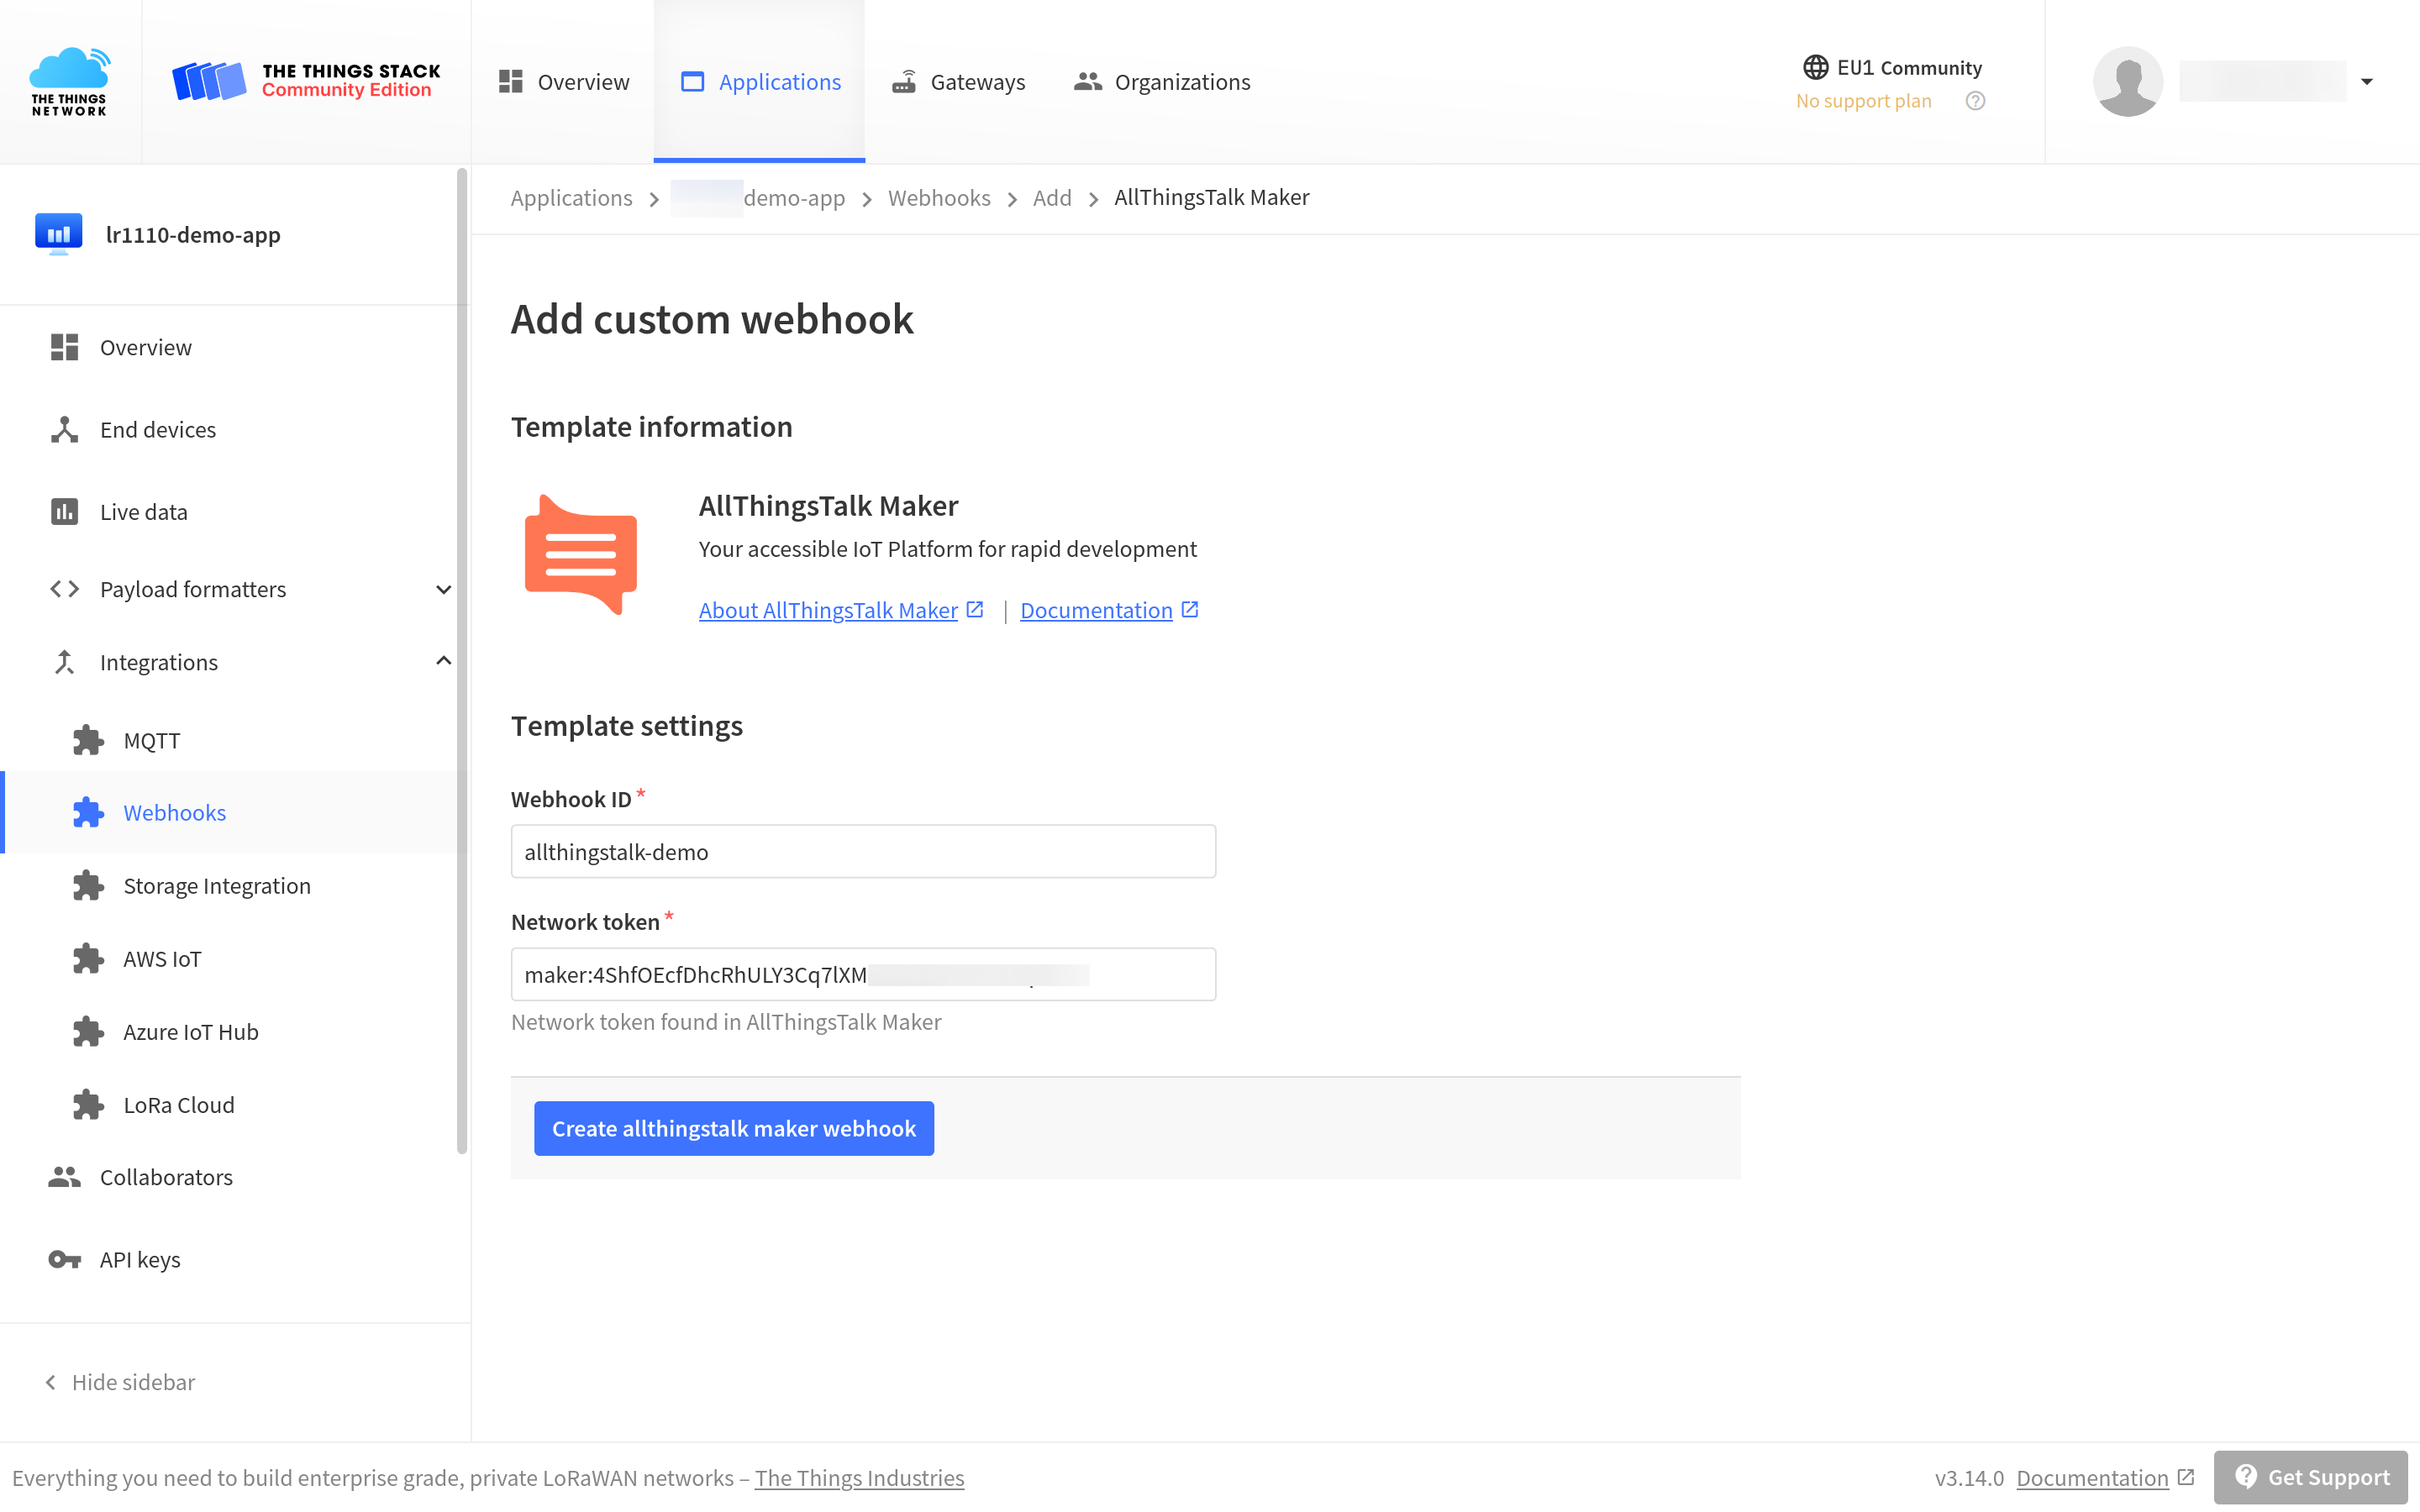 THE THINGS
NETWORK
THE THINGS STACK
Community Edition
Overview
Applications
Gateways
Organizations
EU1 Community
No support plan
lr1110-demo-app
Overview
End devices
Live data
Payload formatters
Integrations
MQTT
Webhooks
Storage Integration
AWS IoT
Azure IoT Hub
LoRa Cloud
Collaborators
API keys
Hide sidebar
Applications > demo-app > Webhooks > Add > AllThingsTalk Maker
Add custom webhook
Template information
AllThingsTalk Maker
Your accessible IoT Platform for rapid development
About AllThingsTalk Maker | Documentation
Template settings
Webhook ID *
allthingstalk-demo
Network token *
maker:4ShfOEcfDhcRhULY3Cq7lXM
Network token found in AllThingsTalk Maker
Create allthingstalk maker webhook
Everything you need to build enterprise grade, private LoRaWAN networks – The Things Industries
v3.14.0 Documentation
Get Support